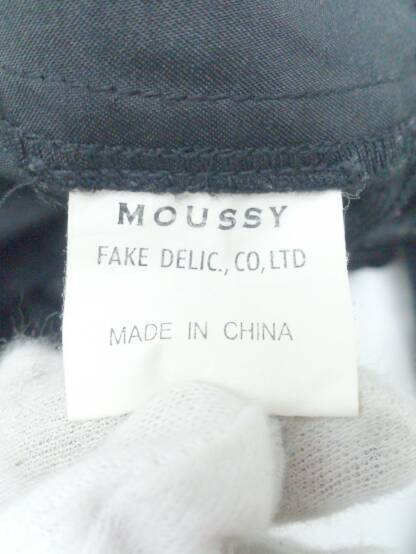 MOUSSY
FAKE DELIC., CO, LTD
MADE IN CHINA